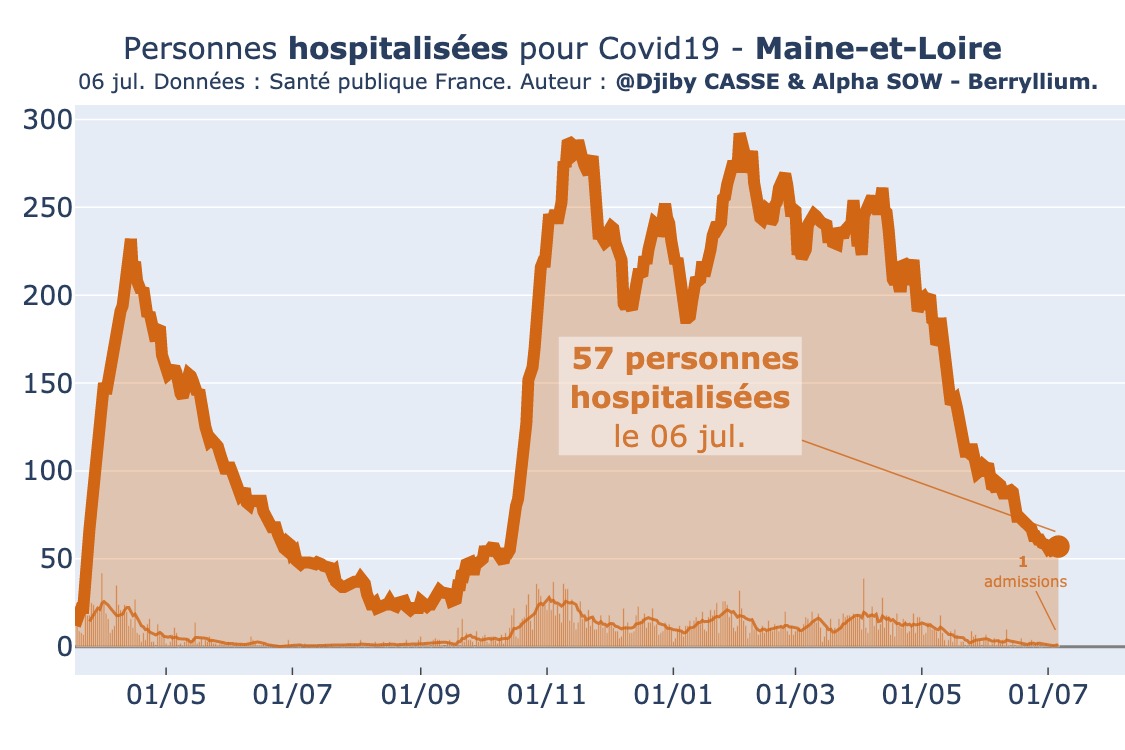 Personnes hospitalisées pour Covid19 - Maine-et-Loire
06 jul. Données : Santé publique France. Auteur : @Djiby CASSE & Alpha SOW - Berryllium.
300
250
200
150
100
50
0
57 personnes
hospitalisées
le 06 jul.
1
admissions
01/05 01/07 01/09 01/11 01/01 01/03 01/05 01/07